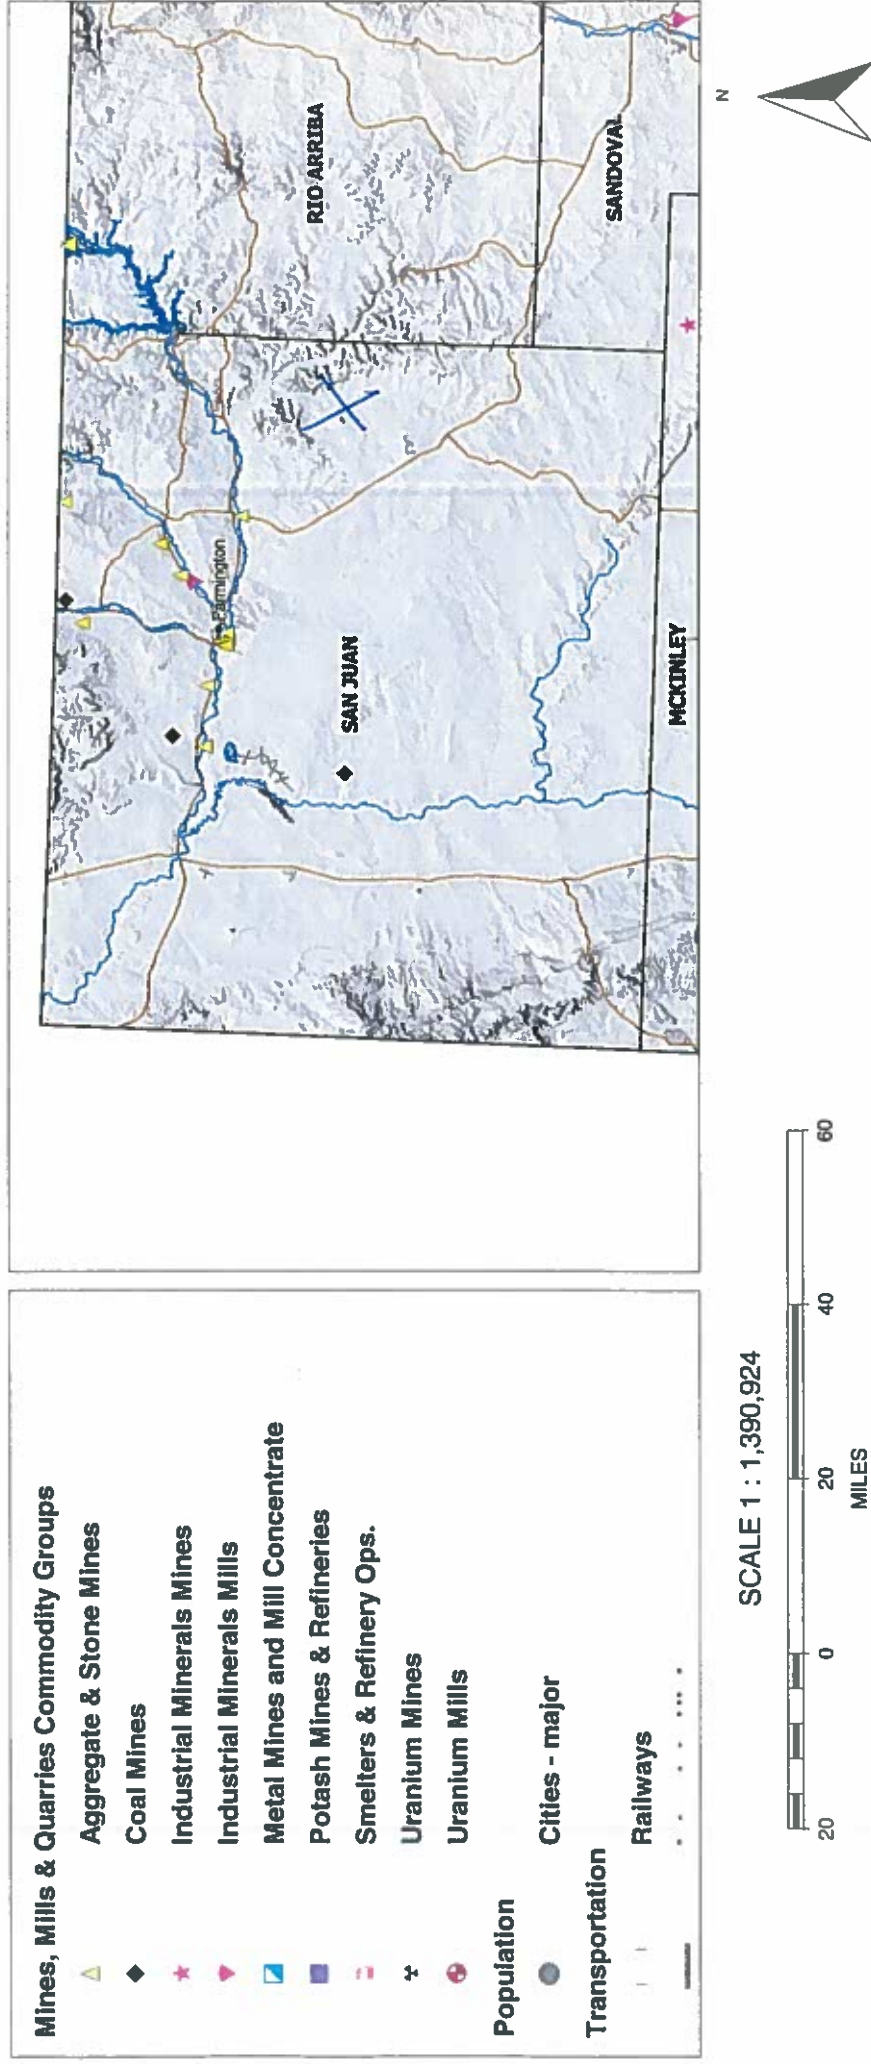 Mines, Mills & Quarries Commodity Groups
Aggregate & Stone Mines
Coal Mines
Industrial Minerals Mines
Industrial Minerals Mills
Metal Mines and Mill Concentrate
Potash Mines & Refineries
Smelters & Refinery Ops.
Uranium Mines
Uranium Mills
Population
Cities - major
Transportation
Railways
Farmington
SAN JUAN
RIO ARRIBA
MCKINLEY
SANDOVAL
SCALE 1 : 1,390,924
20 0 20 40 60
MILES
N